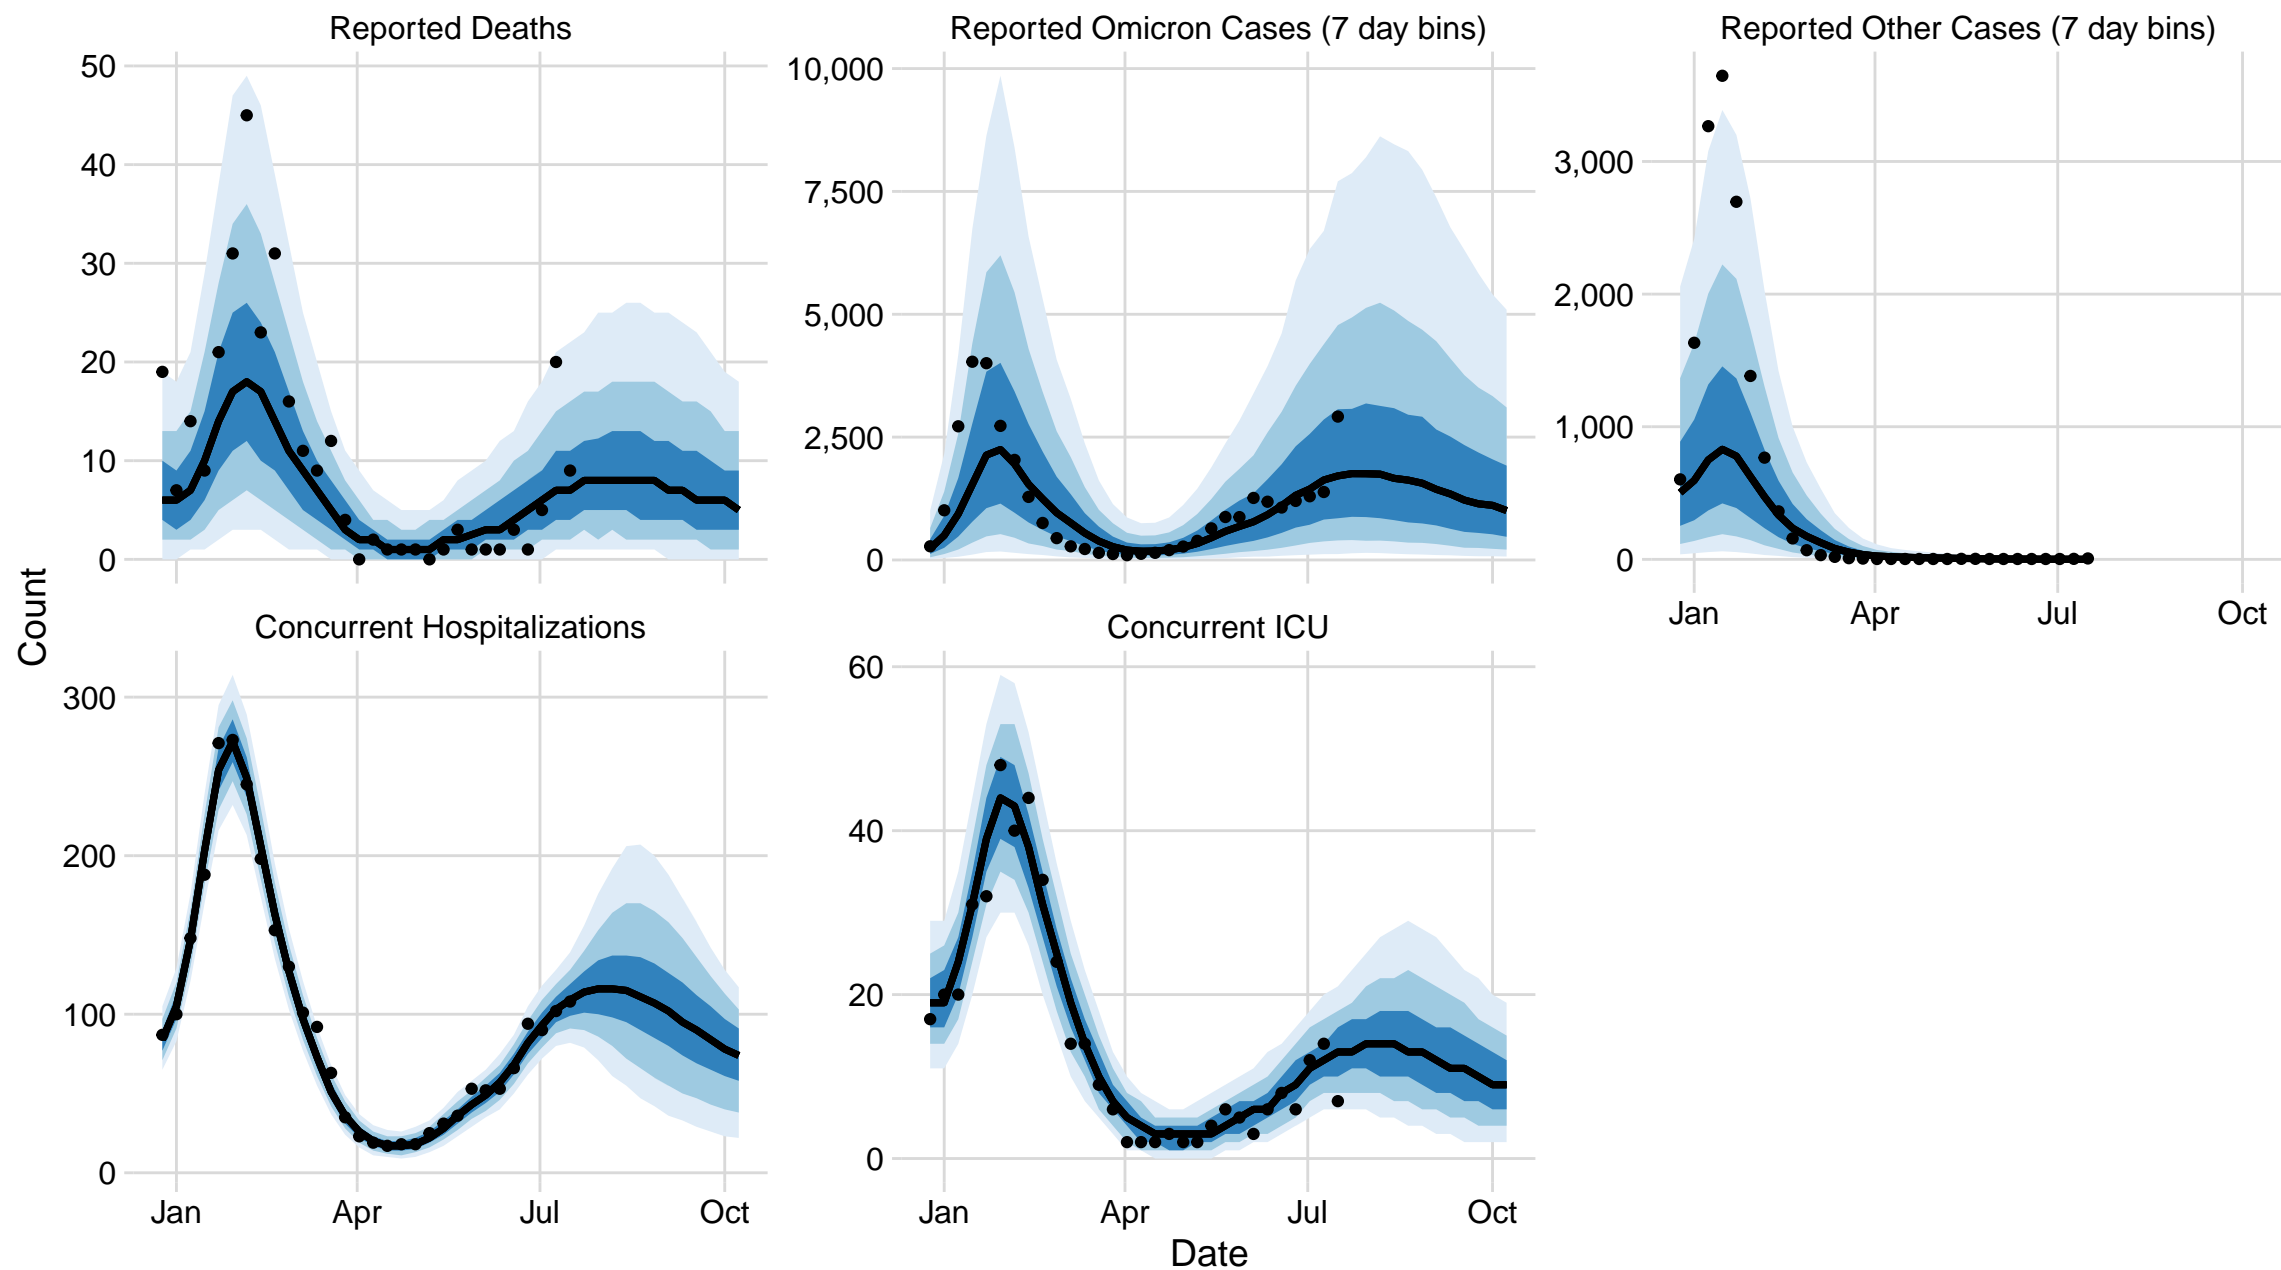 Reported Deaths
50
40
30
20
10
0
Reported Omicron Cases (7 day bins)
10,000
7,500
5,000
2,500
0
Reported Other Cases (7 day bins)
3,000
2,000
1,000
0
Jan Apr Jul Oct
Count
Concurrent Hospitalizations
300
200
100
0
Jan Apr Jul Oct
Concurrent ICU
60
40
20
0
Jan Apr Jul Oct
Date